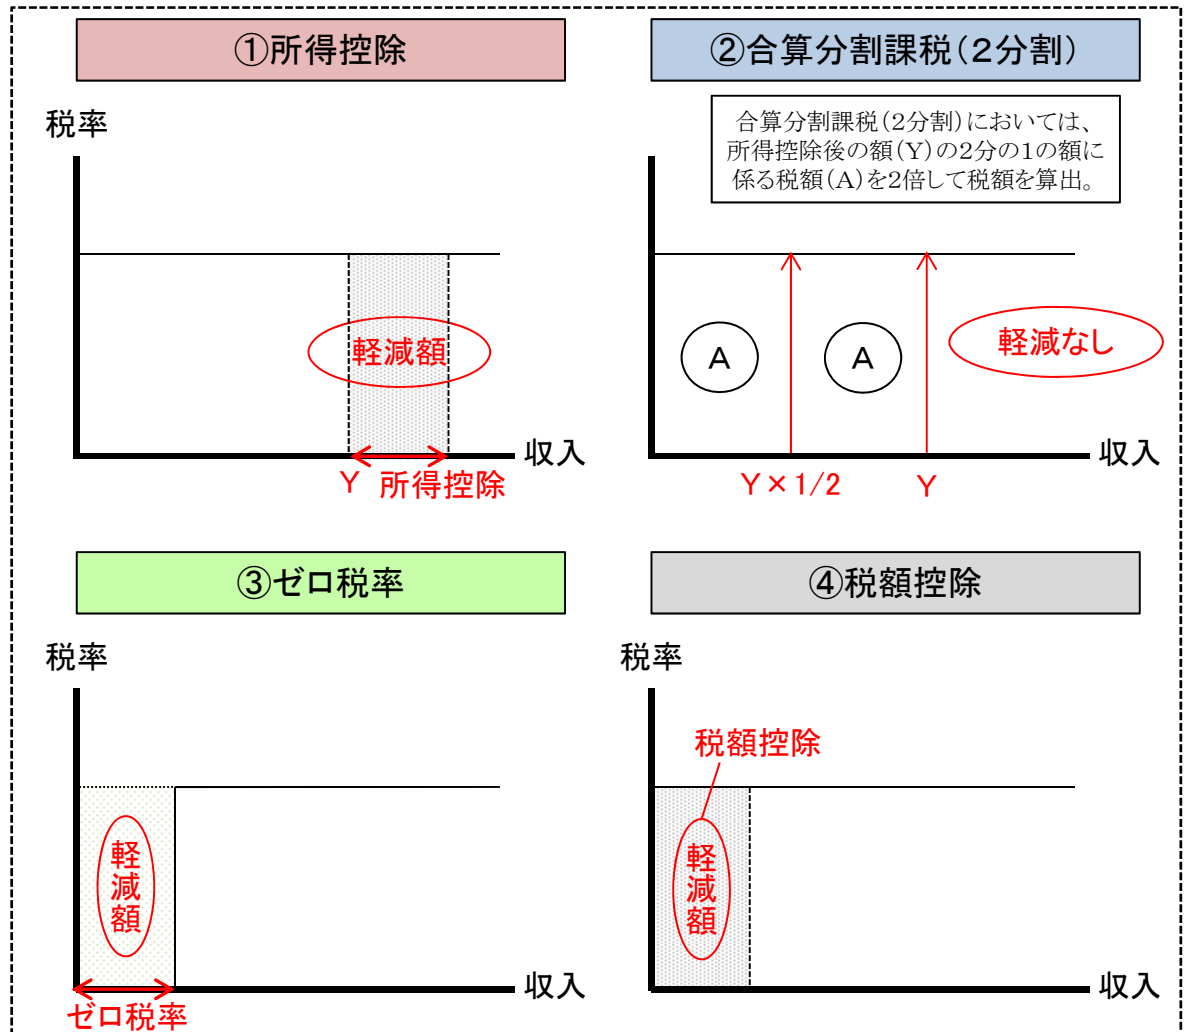 ①所得控除
税率
軽減額
収入
Y 所得控除
②合算分割課税(2分割)
合算分割課税(2分割)においては、
所得控除後の額(Y)の2分の1の額に
係る税額(A)を2倍して税額を算出。
A
A
軽減なし
収入
Y×1/2
Y
③ゼロ税率
税率
軽減額
収入
ゼロ税率
④税額控除
税率
税額控除
軽減額
収入